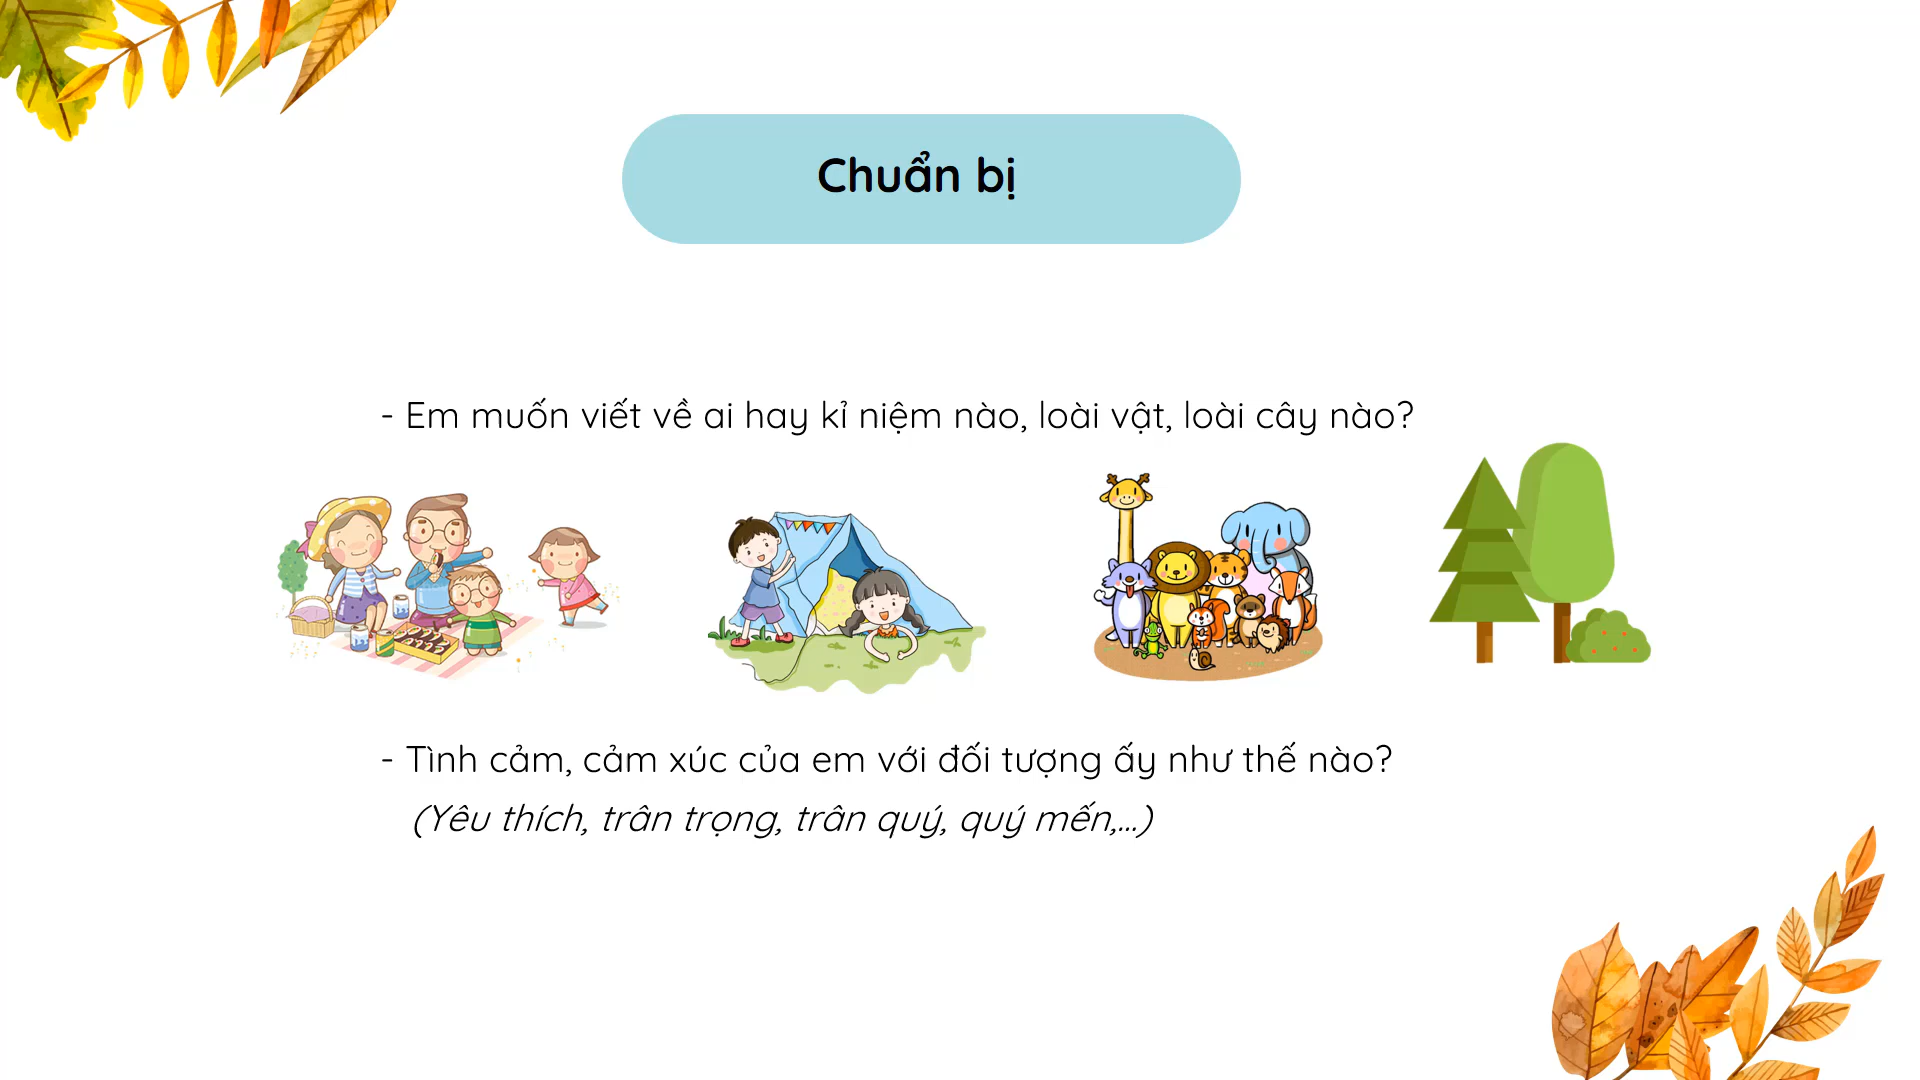 Chuẩn bị
- Em muốn viết về ai hay kỉ niệm nào, loài vật, loài cây nào?
- Tình cảm, cảm xúc của em với đối tượng ấy như thế nào?
(Yêu thích, trân trọng, trân quý, quý mến,...)